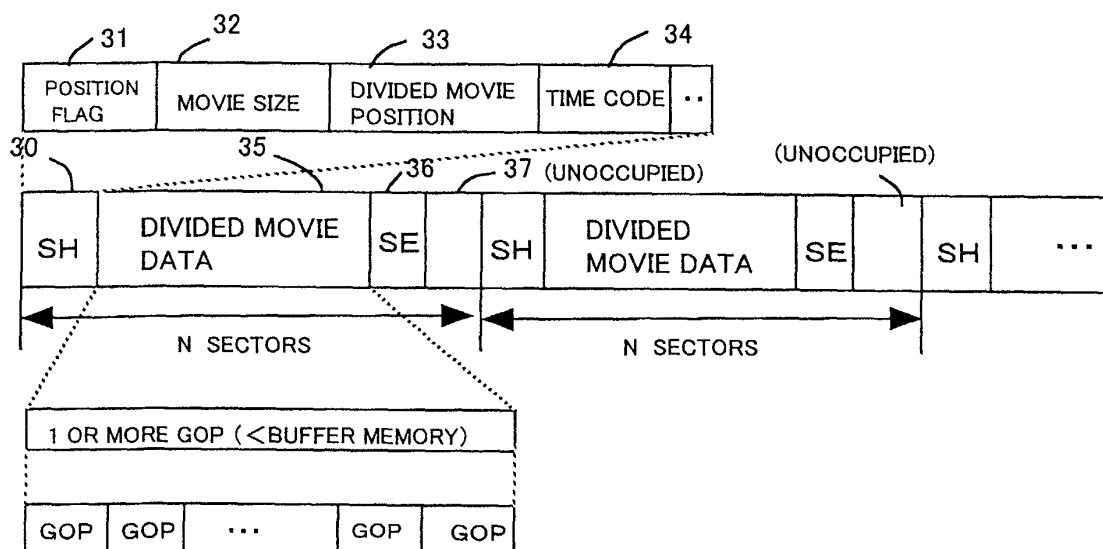 31 32 33 34
POSITION FLAG MOVIE SIZE DIVIDED MOVIE POSITION TIME CODE ··
30 35 36 37 (UNOCCUPIED) (UNOCCUPIED)
SH DIVIDED MOVIE DATA SE SH DIVIDED MOVIE DATA SE SH ···
N SECTORS N SECTORS
1 OR MORE GOP (<BUFFER MEMORY)
GOP GOP ··· GOP GOP